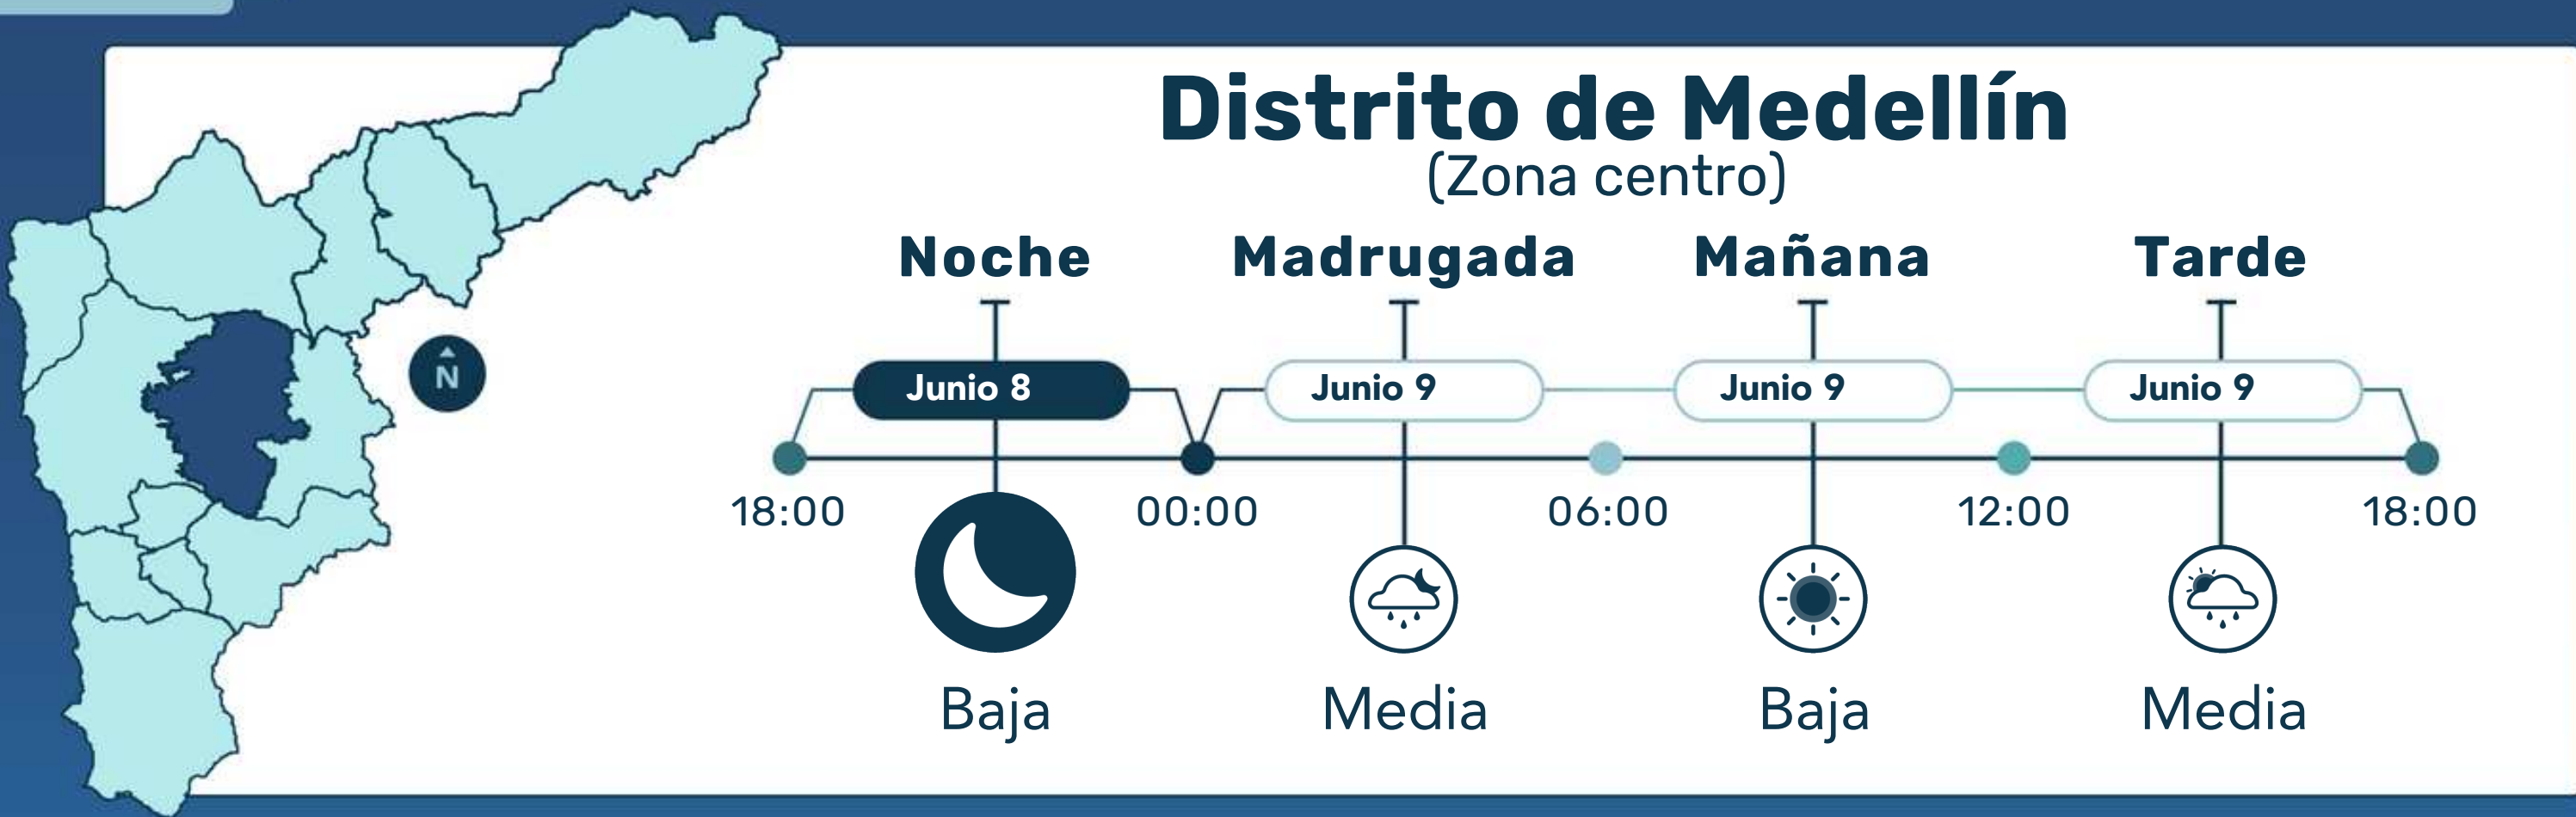 Distrito de Medellín
(Zona centro)
Noche Madrugada Mañana Tarde
N
Junio 8 Junio 9 Junio 9 Junio 9
18:00 00:00 06:00 12:00 18:00
Baja Media Baja Media